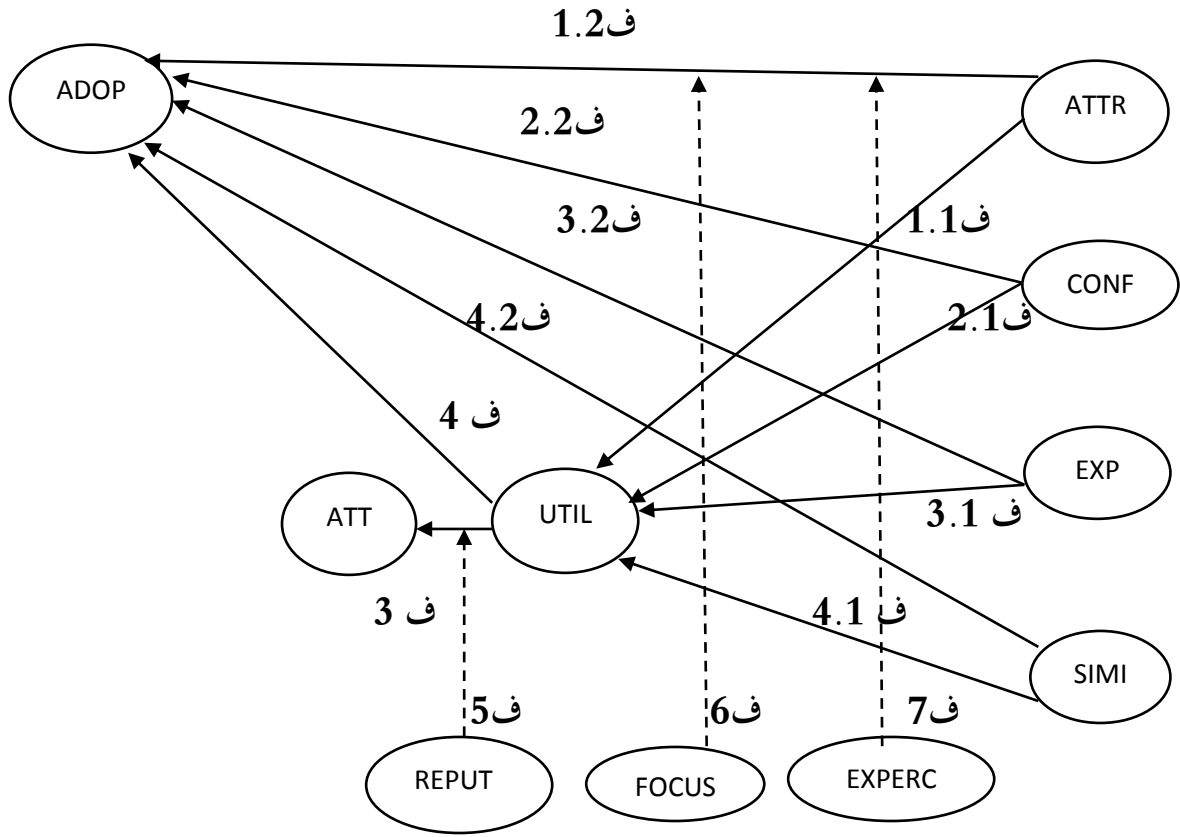 ف1.2
ADOP
ATTR
ف2.2
ف3.2
ف1.1
CONF
ف4.2
ف2.1
ف 4
EXP
ATT
UTIL
ف 3.1
ف 3
ف 4.1
SIMI
ف5
ف6
ف7
REPUT
FOCUS
EXPERC